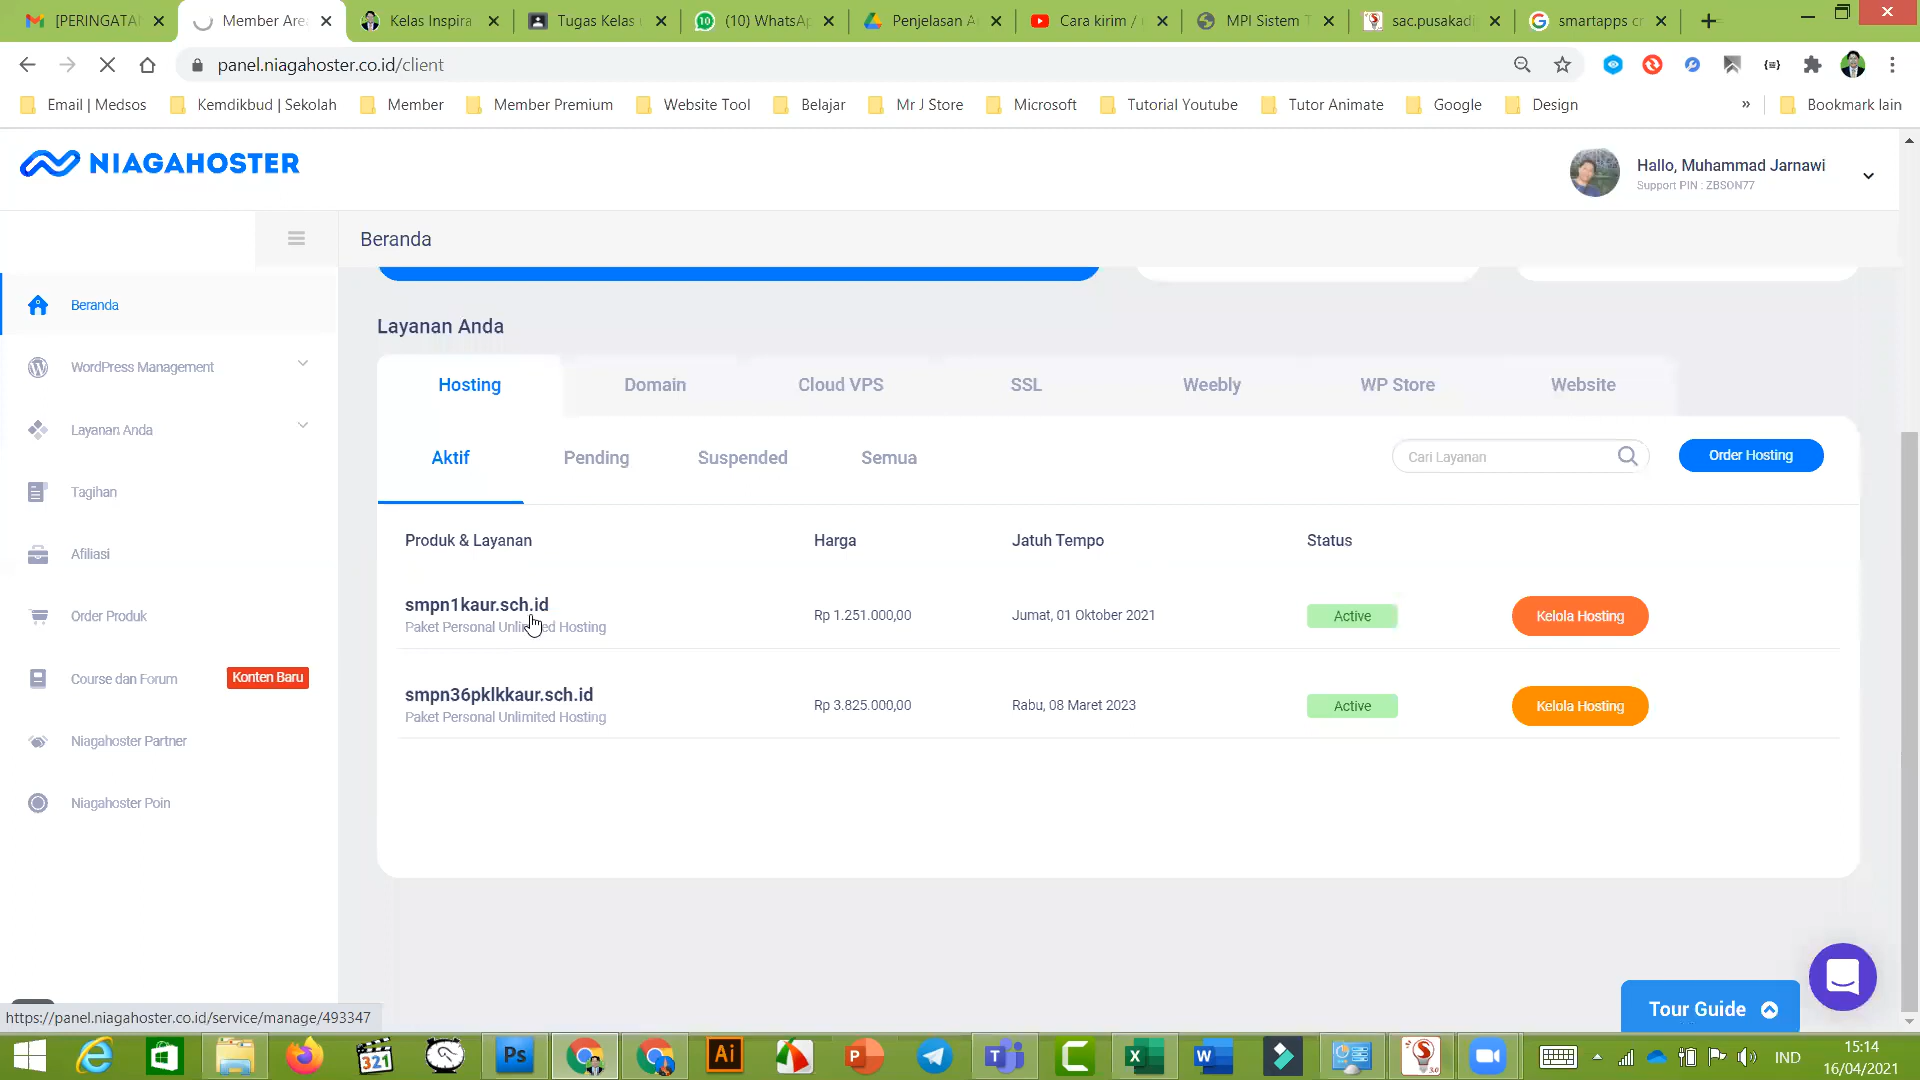 [PERINGATA
Member Area
Kelas Inspira
Tugas Kelas
(10) WhatsAp
Penjelasan A
Cara kirim /
MPI Sistem T
sac.pusakadi
smartapps cr
panel.niagahoster.co.id/client
Email | Medsos
Kemdikbud | Sekolah
Member
Member Premium
Website Tool
Belajar
Mr J Store
Microsoft
Tutorial Youtube
Tutor Animate
Google
Design
»
Bookmark lain
NIAGAHOSTER
Hallo, Muhammad Jarnawi
Support PIN : ZBSON77
Beranda
Beranda
WordPress Management
Layanan Anda
Tagihan
Afiliasi
Order Produk
Course dan Forum
Konten Baru
Niagahoster Partner
Niagahoster Poin
Layanan Anda
Hosting
Domain
Cloud VPS
SSL
Weebly
WP Store
Website
Aktif
Pending
Suspended
Semua
Cari Layanan
Order Hosting
Produk & Layanan
Harga
Jatuh Tempo
Status
smpn1kaur.sch.id
Paket Personal Unlimited Hosting
Rp 1.251.000,00
Jumat, 01 Oktober 2021
Active
Kelola Hosting
smpn36pklkkaur.sch.id
Paket Personal Unlimited Hosting
Rp 3.825.000,00
Rabu, 08 Maret 2023
Active
Kelola Hosting
Tour Guide
https://panel.niagahoster.co.id/service/manage/493347
321
Ps
Ai
IND
15:14
16/04/2021